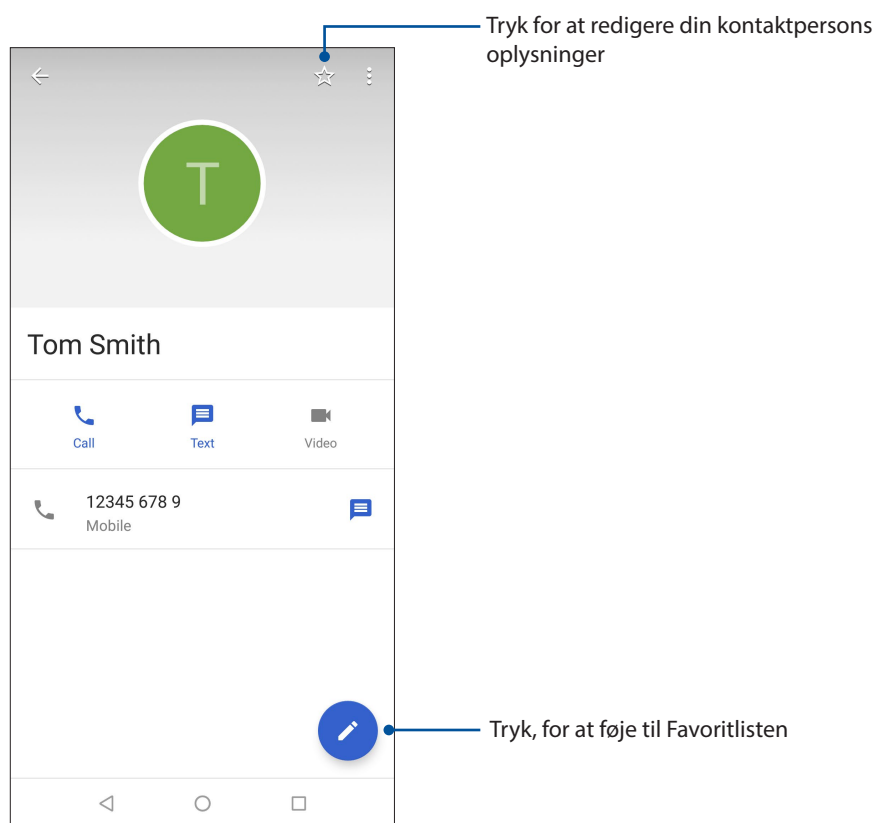 Tryk for at redigere din kontaktpersons
oplysninger
T
Tom Smith
Call Text Video
12345 678 9
Mobile
Tryk, for at føje til Favoritlisten